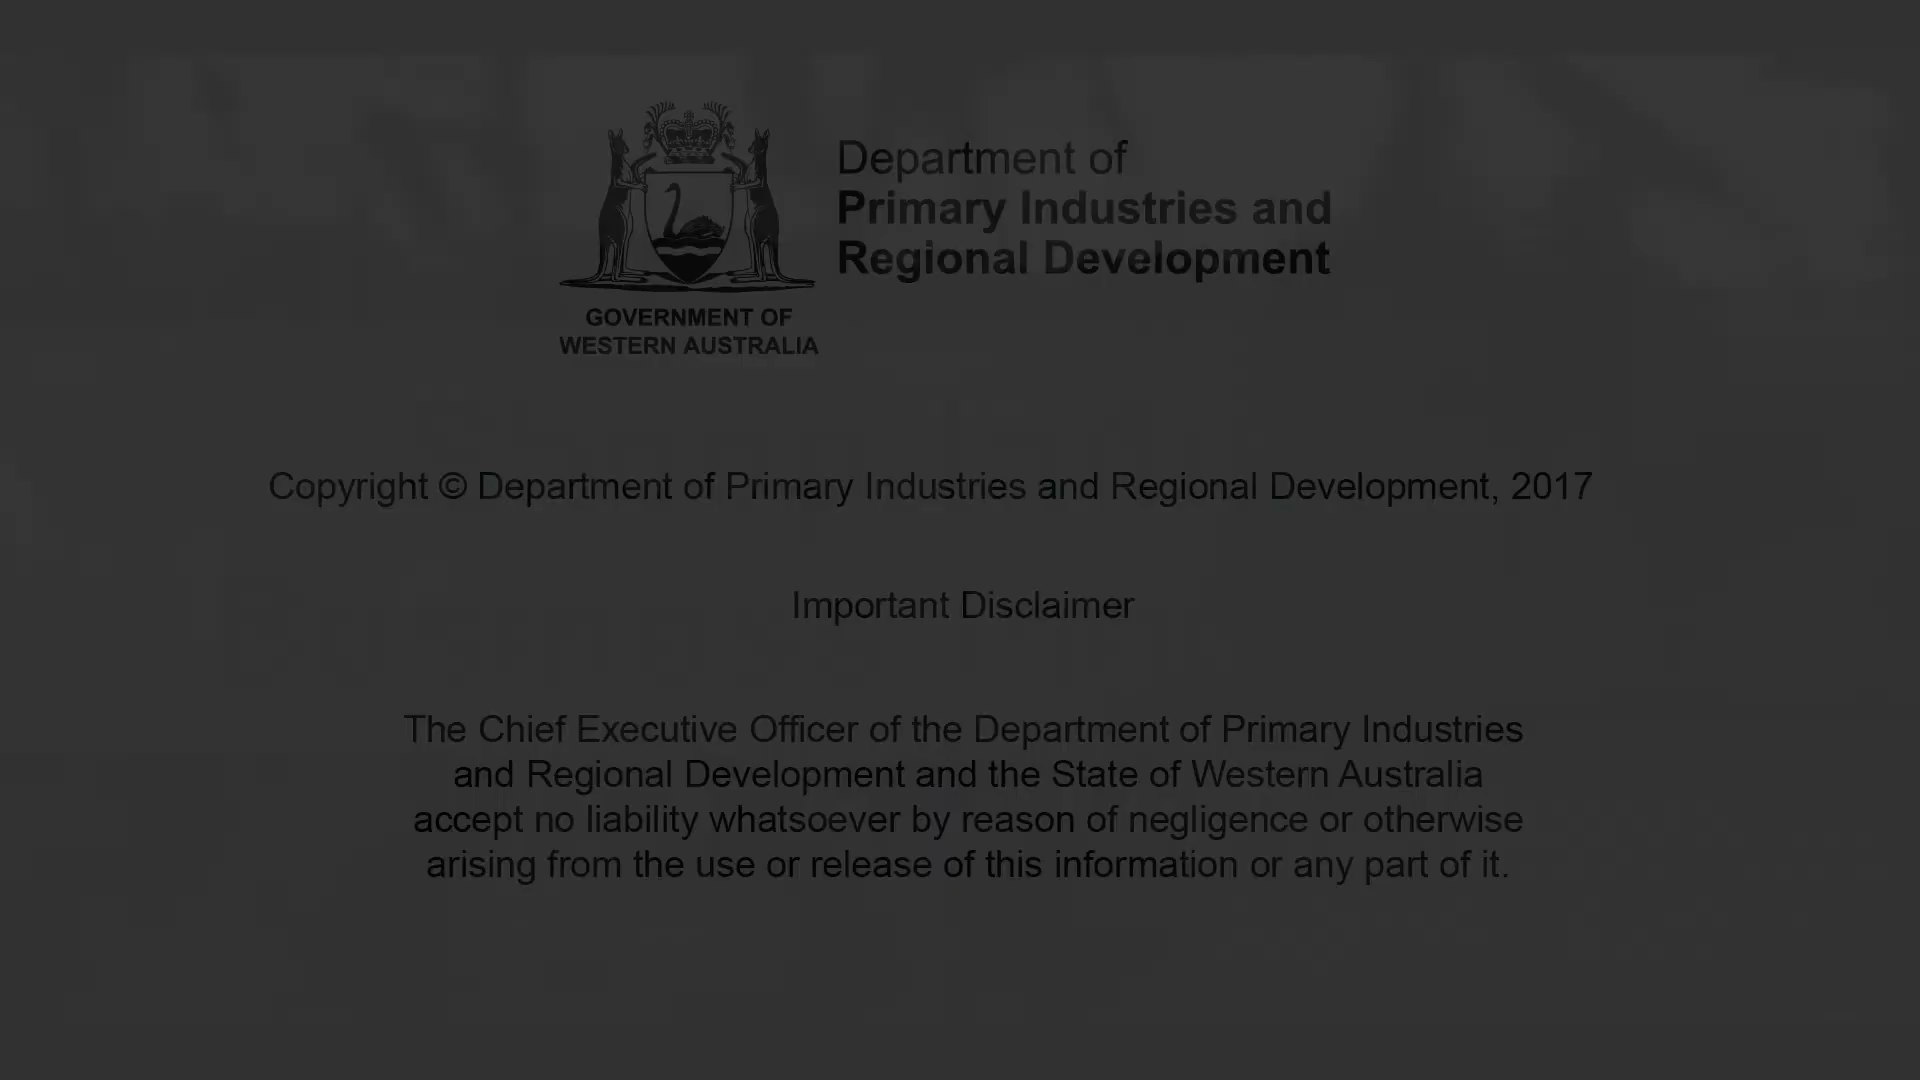 Department of
Primary Industries and
Regional Development
GOVERNMENT OF
WESTERN AUSTRALIA
Copyright © Department of Primary Industries and Regional Development, 2017
Important Disclaimer
The Chief Executive Officer of the Department of Primary Industries
and Regional Development and the State of Western Australia
accept no liability whatsoever by reason of negligence or otherwise
arising from the use or release of this information or any part of it.